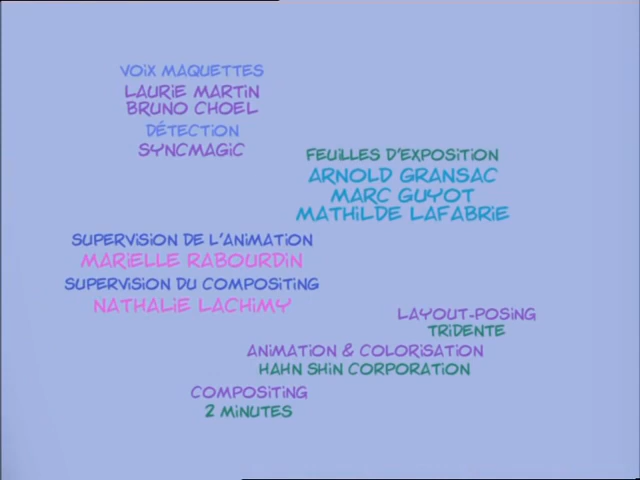 VOIX MAQUETTES
LAURIE MARTIN
BRUNO CHOEL
DÉTECTION
SYNCMAGIC
FEUILLES D'EXPOSITION
ARNOLD GRANSAC
MARC GUYOT
MATHILDE LAFABRIE
SUPERVISION DE L'ANIMATION
MARIELLE RABOURDIN
SUPERVISION DU COMPOSITING
NATHALIE LACHIMY
LAYOUT-POSING
TRIDENTE
ANIMATION & COLORISATION
HAHN SHIN CORPORATION
COMPOSITING
2 MINUTES